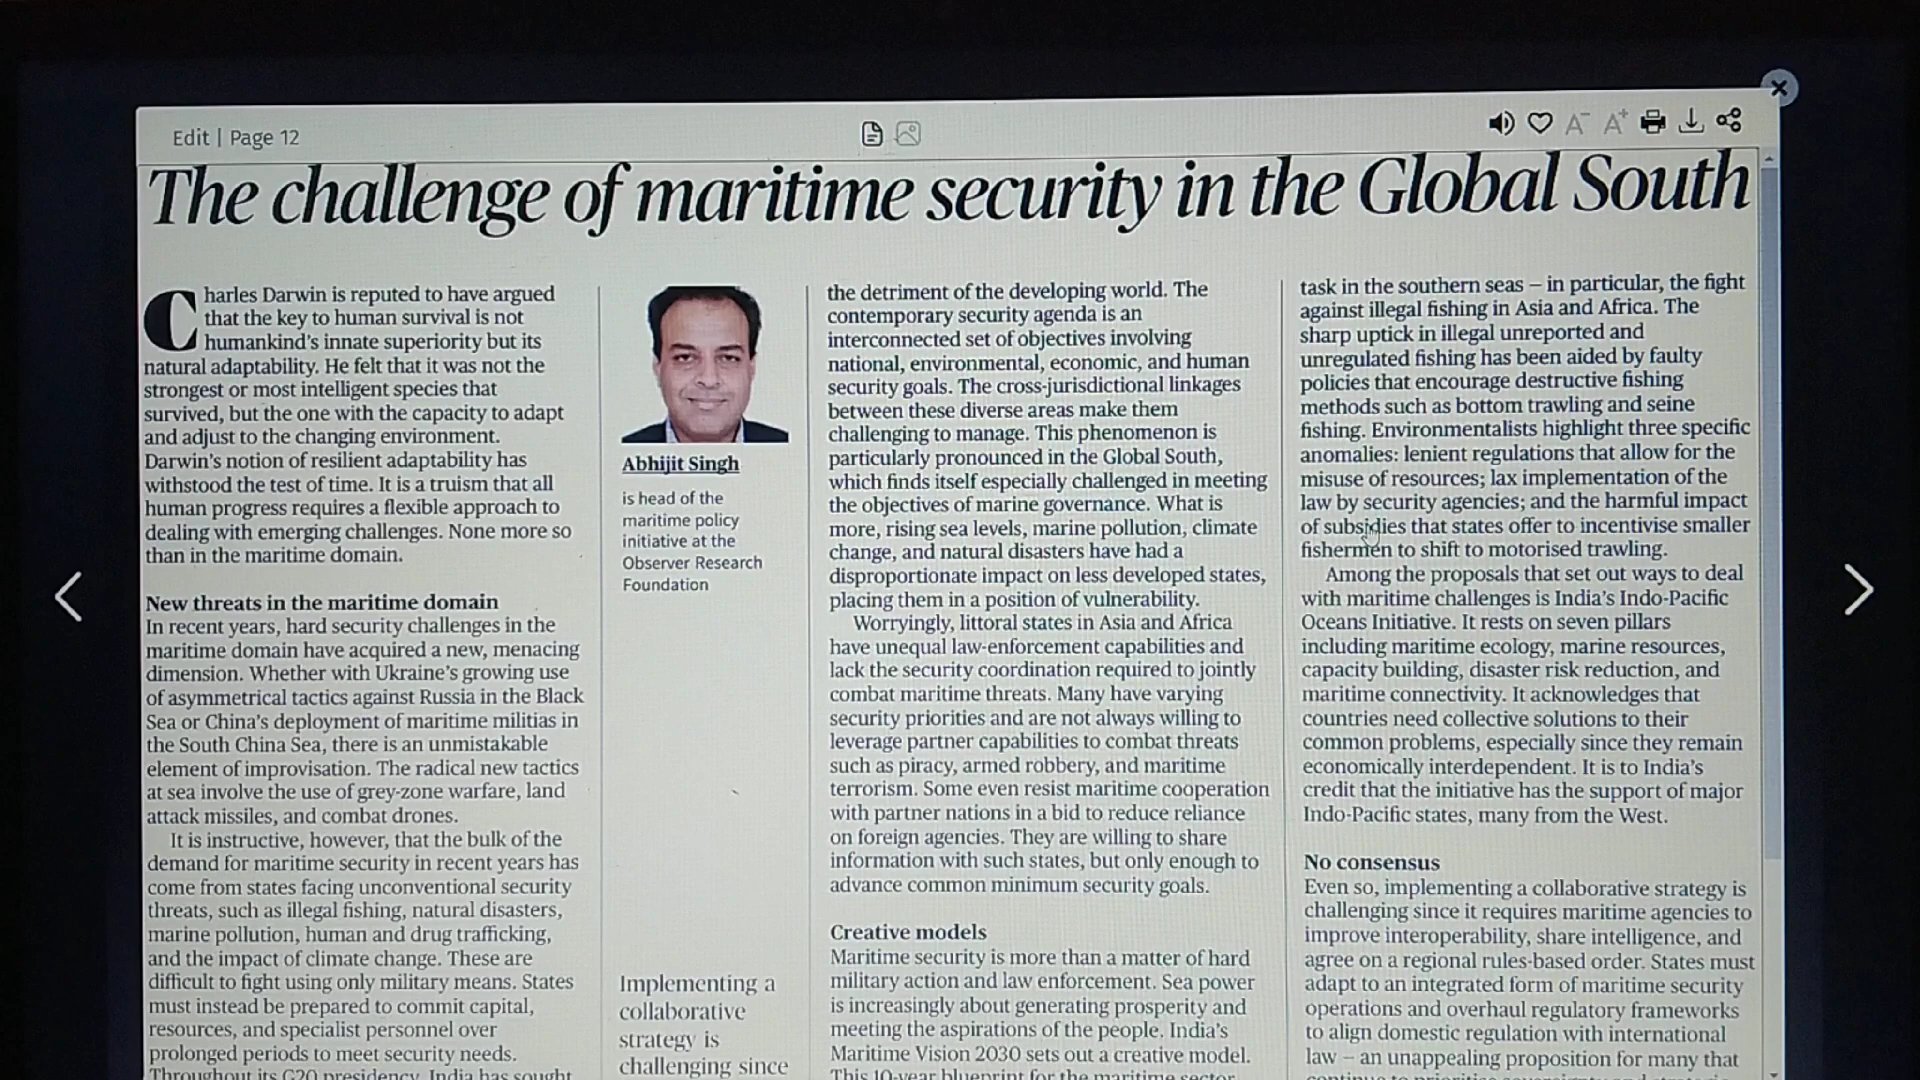 Edit | Page 12
The challenge of maritime security in the Global South
Charles Darwin is reputed to have argued
that the key to human survival is not
humankind's innate superiority but its
natural adaptability. He felt that it was not the
strongest or most intelligent species that
survived, but the one with the capacity to adapt
and adjust to the changing environment.
Darwin's notion of resilient adaptability has
withstood the test of time. It is a truism that all
human progress requires a flexible approach to
dealing with emerging challenges. None more so
than in the maritime domain.
New threats in the maritime domain
In recent years, hard security challenges in the
maritime domain have acquired a new, menacing
dimension. Whether with Ukraine's growing use
of asymmetrical tactics against Russia in the Black
Sea or China's deployment of maritime militias in
the South China Sea, there is an unmistakable
element of improvisation. The radical new tactics
at sea involve the use of grey-zone warfare, land
attack missiles, and combat drones.
It is instructive, however, that the bulk of the
demand for maritime security in recent years has
come from states facing unconventional security
threats, such as illegal fishing, natural disasters,
marine pollution, human and drug trafficking,
and the impact of climate change. These are
difficult to fight using only military means. States
must instead be prepared to commit capital,
resources, and specialist personnel over
prolonged periods to meet security needs.
Throughout its G20 presidency, India has sought
Abhijit Singh
is head of the
maritime policy
initiative at the
Observer Research
Foundation
Implementing a
collaborative
strategy is
challenging since
the detriment of the developing world. The
contemporary security agenda is an
interconnected set of objectives involving
national, environmental, economic, and human
security goals. The cross-jurisdictional linkages
between these diverse areas make them
challenging to manage. This phenomenon is
particularly pronounced in the Global South,
which finds itself especially challenged in meeting
the objectives of marine governance. What is
more, rising sea levels, marine pollution, climate
change, and natural disasters have had a
disproportionate impact on less developed states,
placing them in a position of vulnerability.
Worryingly, littoral states in Asia and Africa
have unequal law-enforcement capabilities and
lack the security coordination required to jointly
combat maritime threats. Many have varying
security priorities and are not always willing to
leverage partner capabilities to combat threats
such as piracy, armed robbery, and maritime
terrorism. Some even resist maritime cooperation
with partner nations in a bid to reduce reliance
on foreign agencies. They are willing to share
information with such states, but only enough to
advance common minimum security goals.
Creative models
Maritime security is more than a matter of hard
military action and law enforcement. Sea power
is increasingly about generating prosperity and
meeting the aspirations of the people. India's
Maritime Vision 2030 sets out a creative model.
This 10-year blueprint for the maritime sector
task in the southern seas – in particular, the fight
against illegal fishing in Asia and Africa. The
sharp uptick in illegal unreported and
unregulated fishing has been aided by faulty
policies that encourage destructive fishing
methods such as bottom trawling and seine
fishing. Environmentalists highlight three specific
anomalies: lenient regulations that allow for the
misuse of resources; lax implementation of the
law by security agencies; and the harmful impact
of subsidies that states offer to incentivise smaller
fishermen to shift to motorised trawling.
Among the proposals that set out ways to deal
with maritime challenges is India's Indo-Pacific
Oceans Initiative. It rests on seven pillars
including maritime ecology, marine resources,
capacity building, disaster risk reduction, and
maritime connectivity. It acknowledges that
countries need collective solutions to their
common problems, especially since they remain
economically interdependent. It is to India's
credit that the initiative has the support of major
Indo-Pacific states, many from the West.
No consensus
Even so, implementing a collaborative strategy is
challenging since it requires maritime agencies to
improve interoperability, share intelligence, and
agree on a regional rules-based order. States must
adapt to an integrated form of maritime security
operations and overhaul regulatory frameworks
to align domestic regulation with international
law – an unappealing proposition for many that